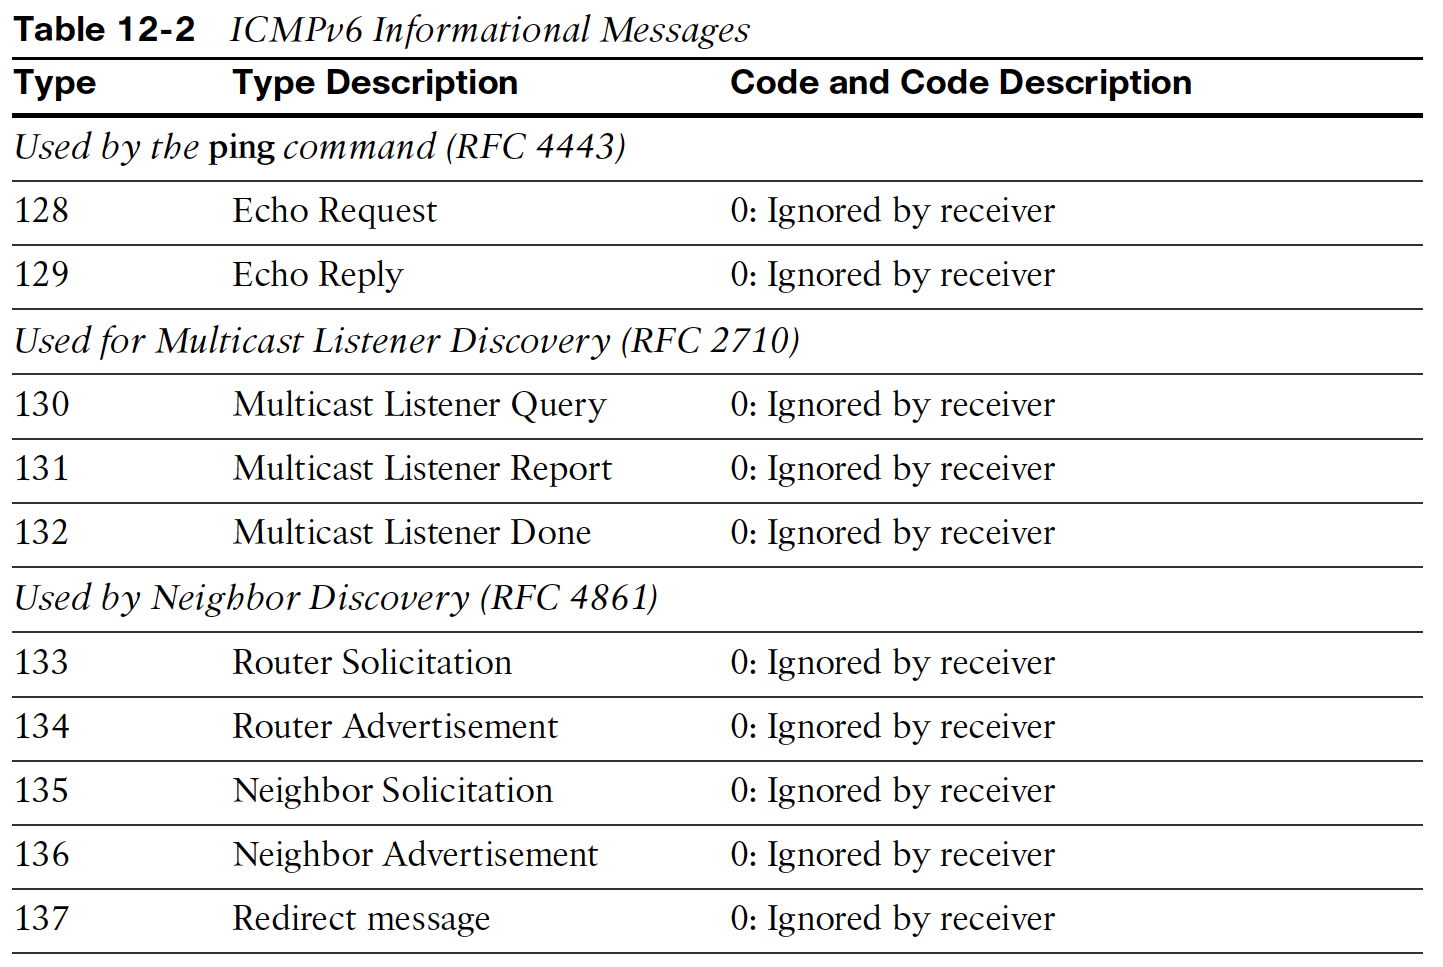 Table 12-2 ICMPv6 Informational Messages
Type Type Description Code and Code Description
Used by the ping command (RFC 4443)
128 Echo Request 0: Ignored by receiver
129 Echo Reply 0: Ignored by receiver
Used for Multicast Listener Discovery (RFC 2710)
130 Multicast Listener Query 0: Ignored by receiver
131 Multicast Listener Report 0: Ignored by receiver
132 Multicast Listener Done 0: Ignored by receiver
Used by Neighbor Discovery (RFC 4861)
133 Router Solicitation 0: Ignored by receiver
134 Router Advertisement 0: Ignored by receiver
135 Neighbor Solicitation 0: Ignored by receiver
136 Neighbor Advertisement 0: Ignored by receiver
137 Redirect message 0: Ignored by receiver